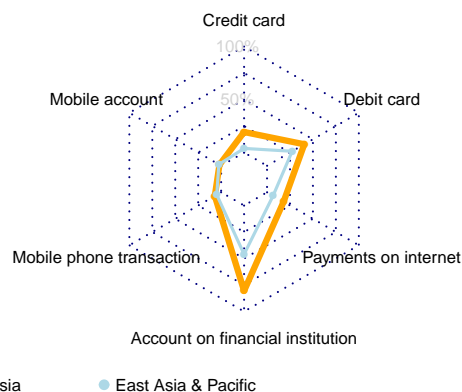 Credit card
100%
Mobile account
50%
Debit card
Mobile phone transaction
Payments on internet
Account on financial institution
sia
East Asia & Pacific